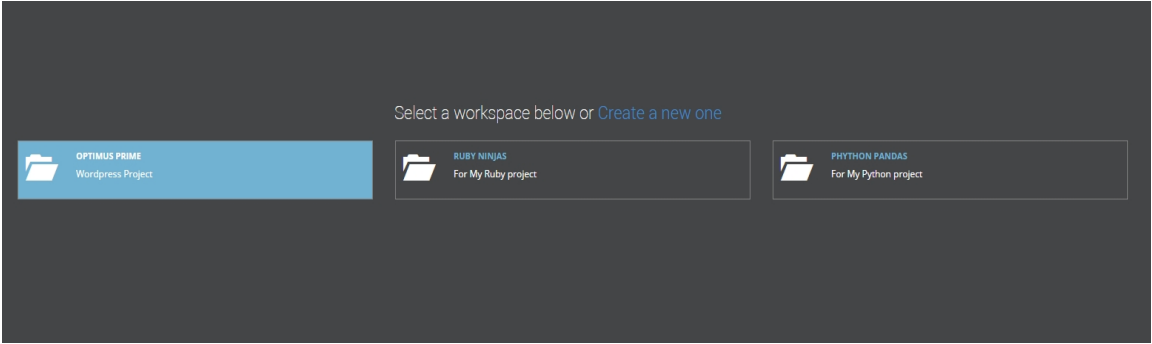 Select a workspace below or Create a new one
OPTIMUS PRIME
Wordpress Project
RUBY NINJAS
For My Ruby project
PHYTHON PANDAS
For My Python project